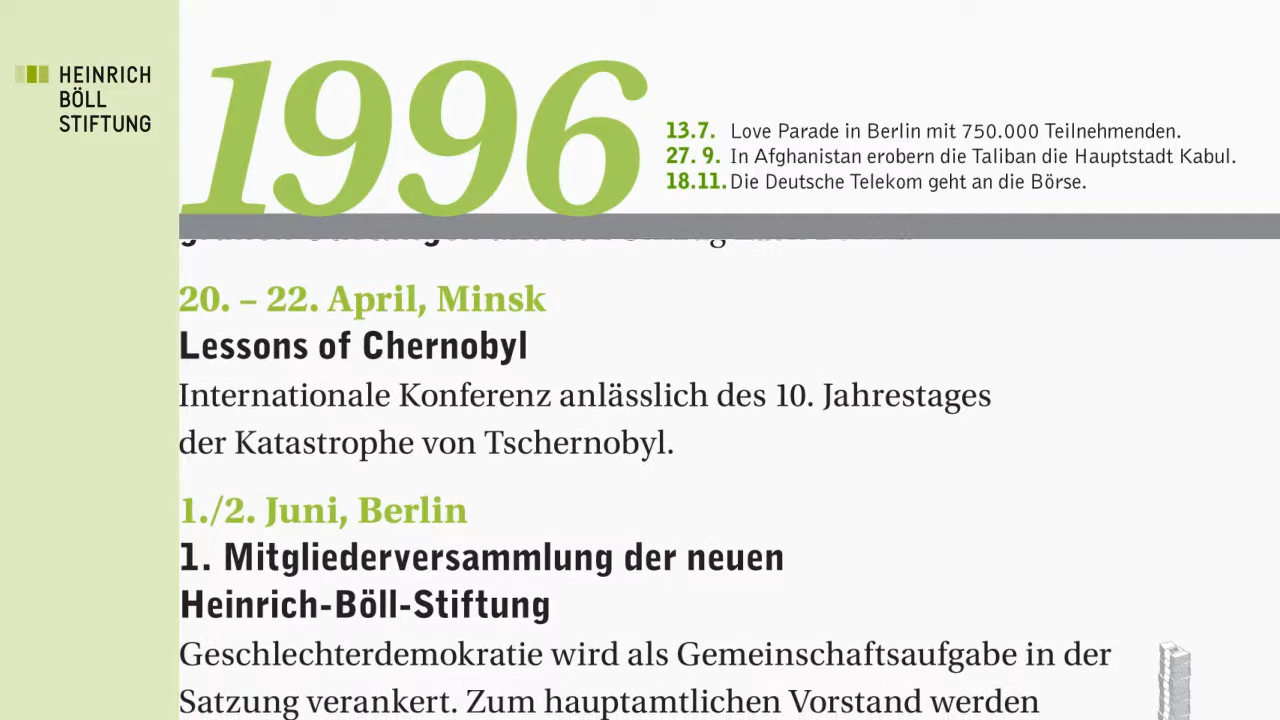 HEINRICH
BÖLL
STIFTUNG
1996
13.7. Love Parade in Berlin mit 750.000 Teilnehmenden.
27. 9. In Afghanistan erobern die Taliban die Hauptstadt Kabul.
18.11. Die Deutsche Telekom geht an die Börse.
20. – 22. April, Minsk
Lessons of Chernobyl
Internationale Konferenz anlässlich des 10. Jahrestages
der Katastrophe von Tschernobyl.
1./2. Juni, Berlin
1. Mitgliederversammlung der neuen
Heinrich-Böll-Stiftung
Geschlechterdemokratie wird als Gemeinschaftsaufgabe in der
Satzung verankert. Zum hauptamtlichen Vorstand werden